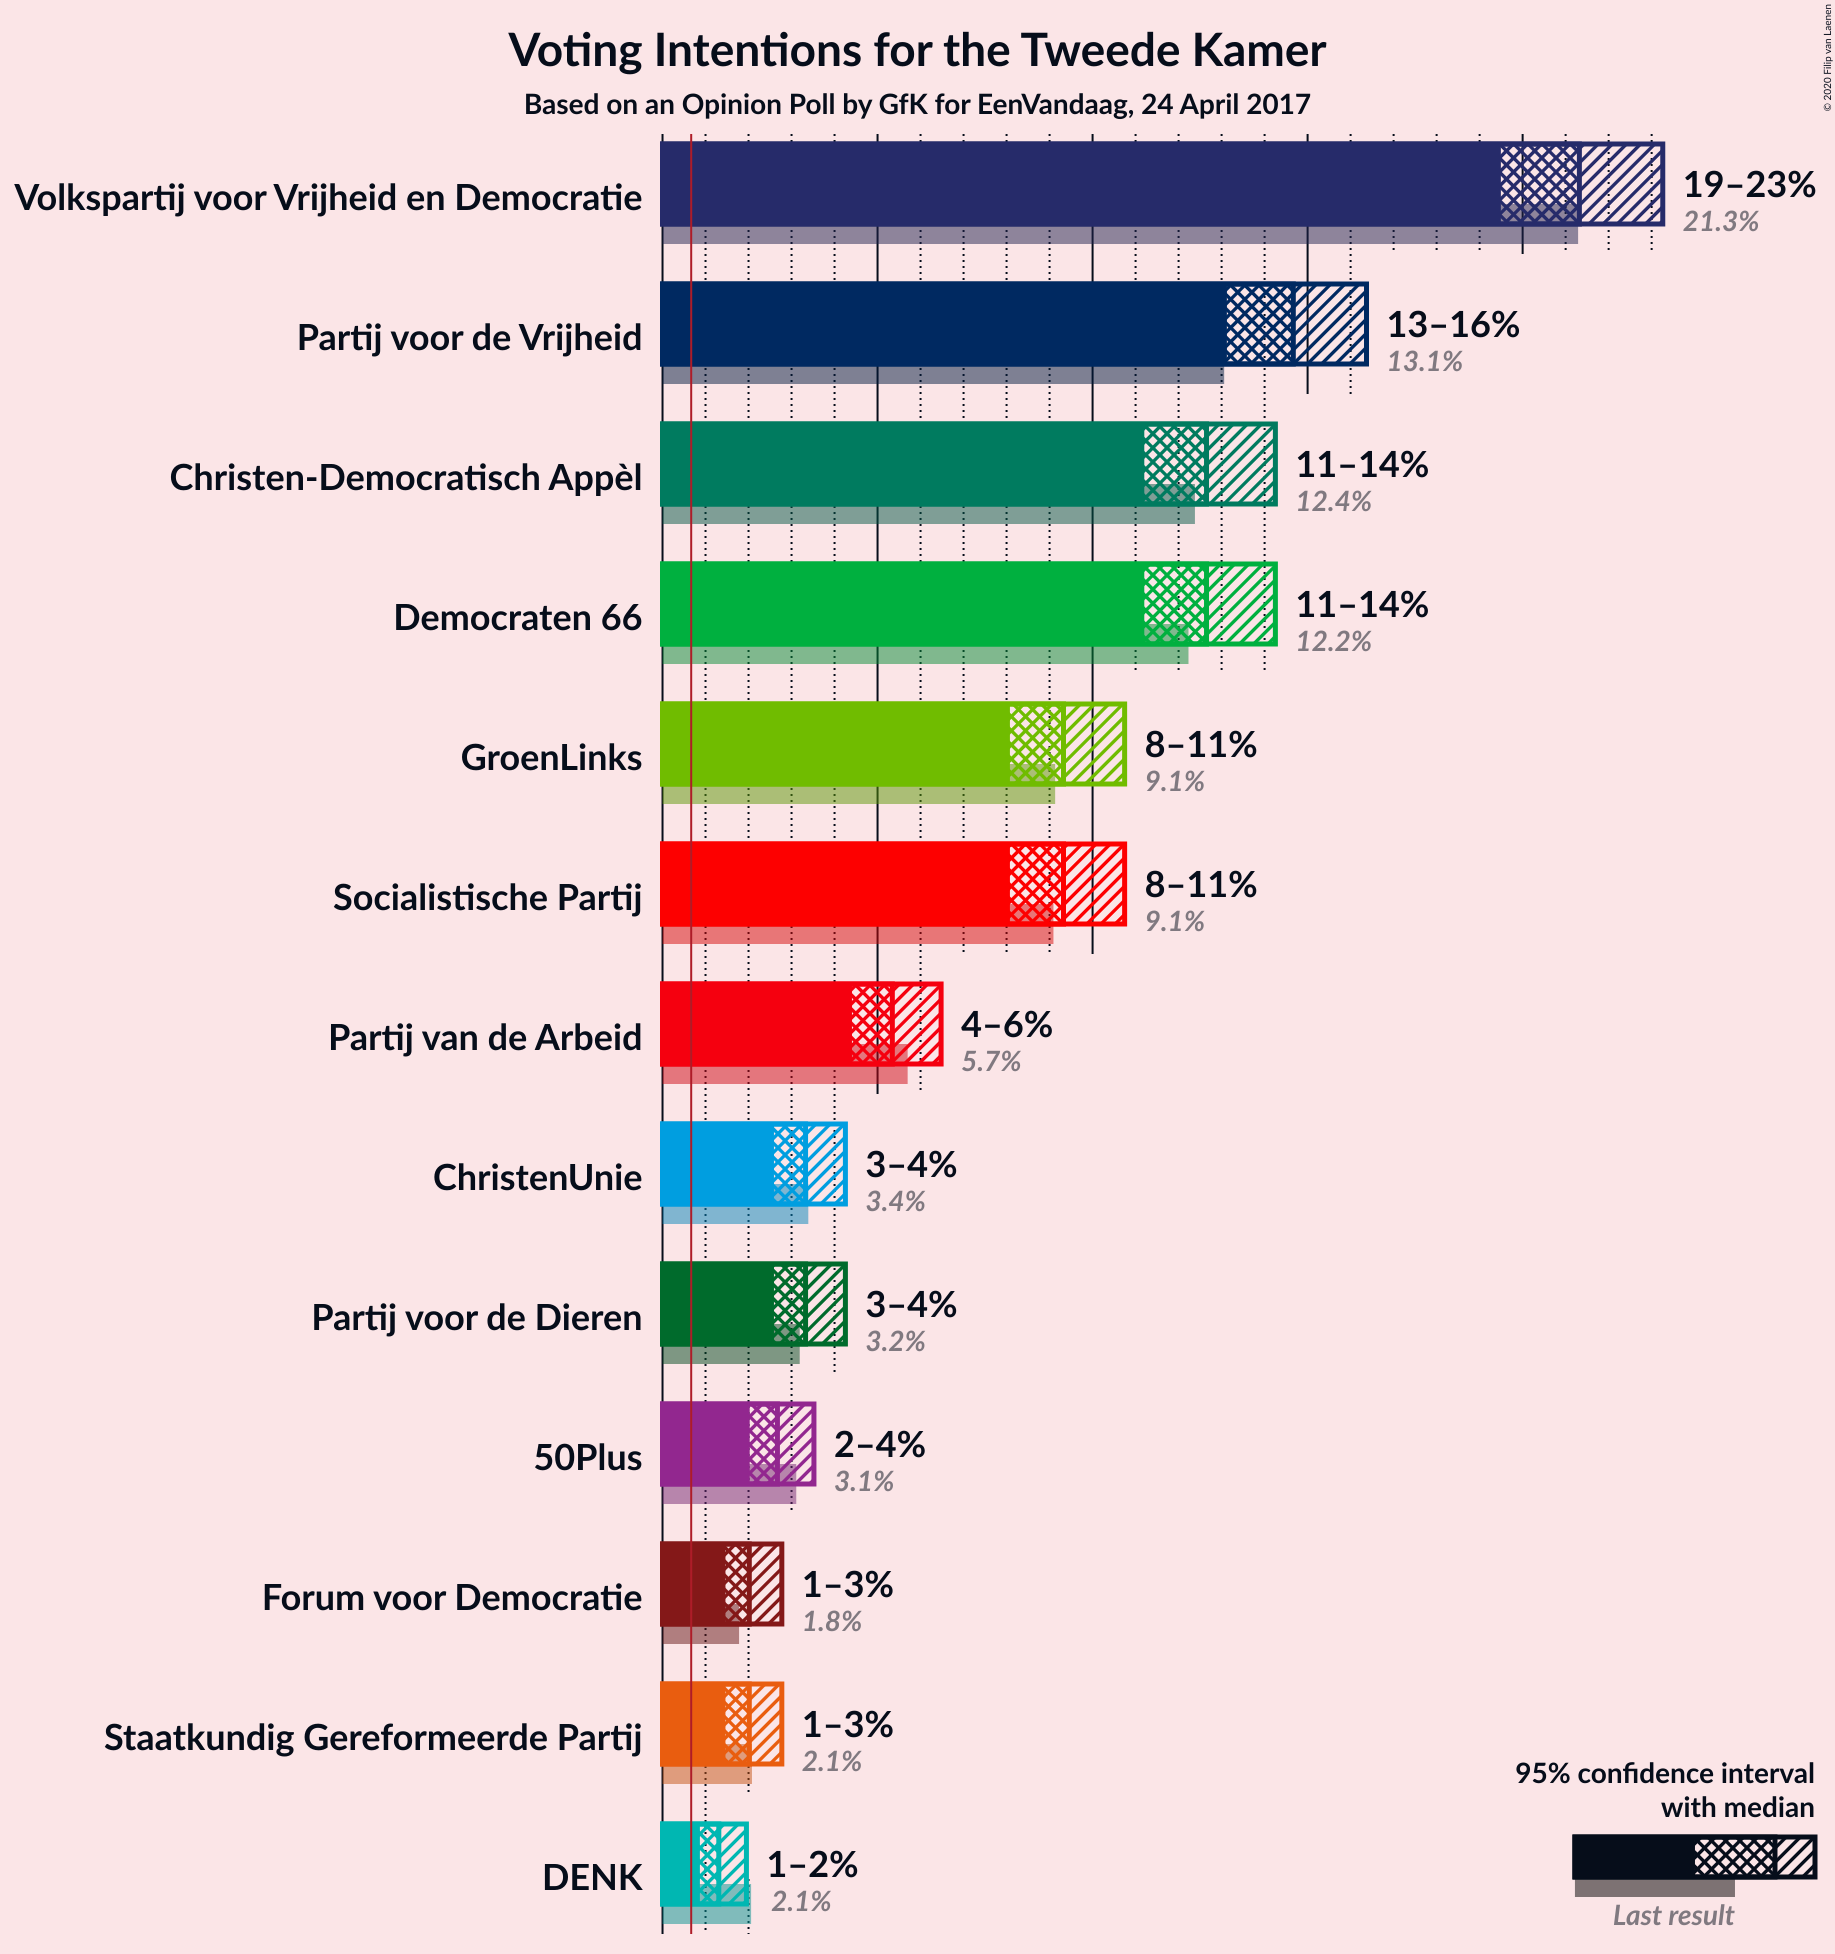 Voting Intentions for the Tweede Kamer
Based on an Opinion Poll by GfK for EenVandaag, 24 April 2017
© 2020 Filip van Laenen
Volkspartij voor Vrijheid en Democratie
19–23%
21.3%
Partij voor de Vrijheid
13–16%
13.1%
Christen-Democratisch Appèl
11–14%
12.4%
Democraten 66
11–14%
12.2%
GroenLinks
8–11%
9.1%
Socialistische Partij
8–11%
9.1%
Partij van de Arbeid
4–6%
5.7%
ChristenUnie
3–4%
3.4%
Partij voor de Dieren
3–4%
3.2%
50Plus
2–4%
3.1%
Forum voor Democratie
1–3%
1.8%
Staatkundig Gereformeerde Partij
1–3%
2.1%
DENK
1–2%
2.1%
95% confidence interval
with median
Last result